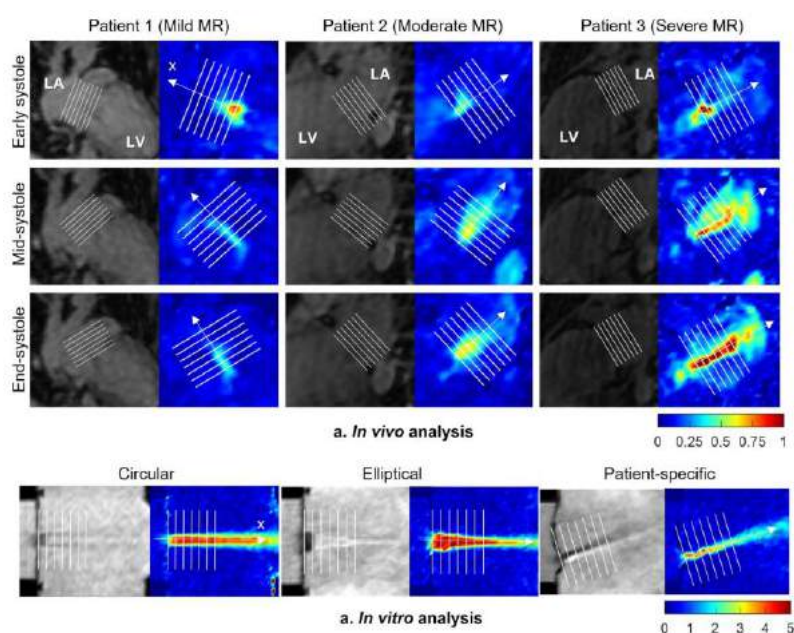 Patient 1 (Mild MR) Patient 2 (Moderate MR) Patient 3 (Severe MR)
Early systole
LA
LV
X
LA
LA
LV
Mid-systole
End-systole
a. In vivo analysis
0 0.25 0.5 0.75 1
Circular Elliptical Patient-specific
X
a. In vitro analysis
0 1 2 3 4 5